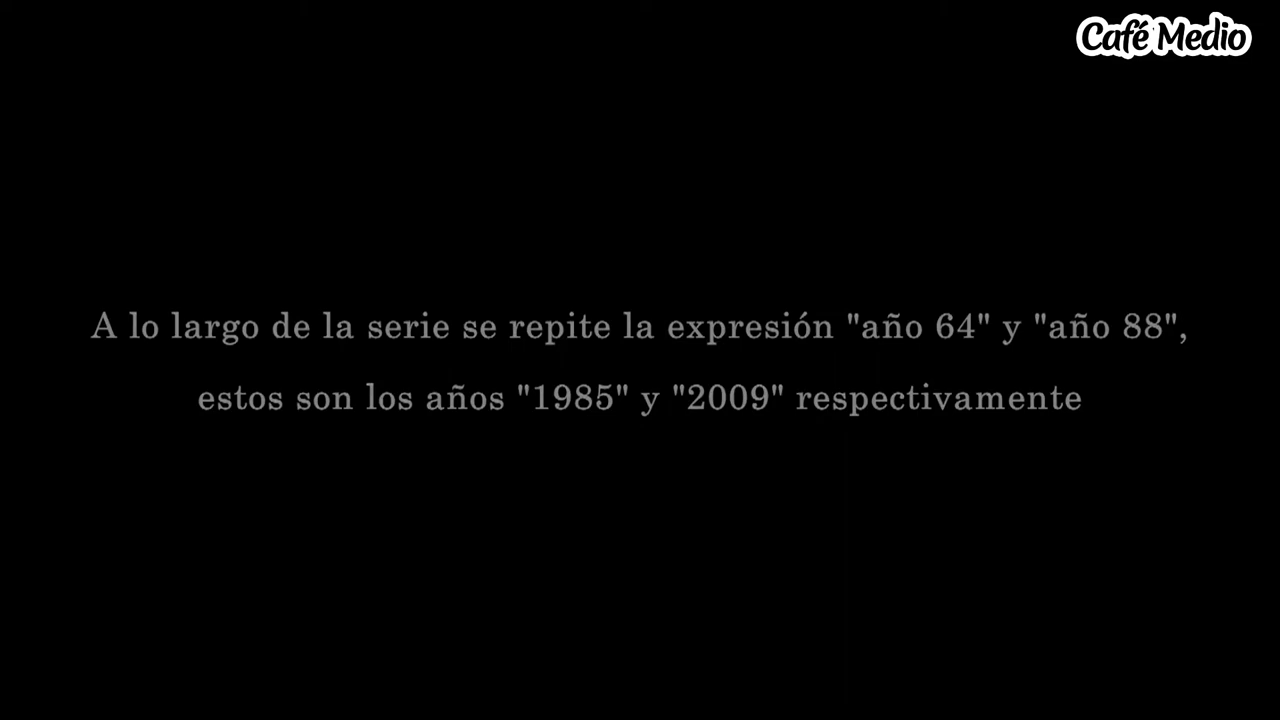 Café Medio
A lo largo de la serie se repite la expresión "año 64" y "año 88",
estos son los años "1985" y "2009" respectivamente